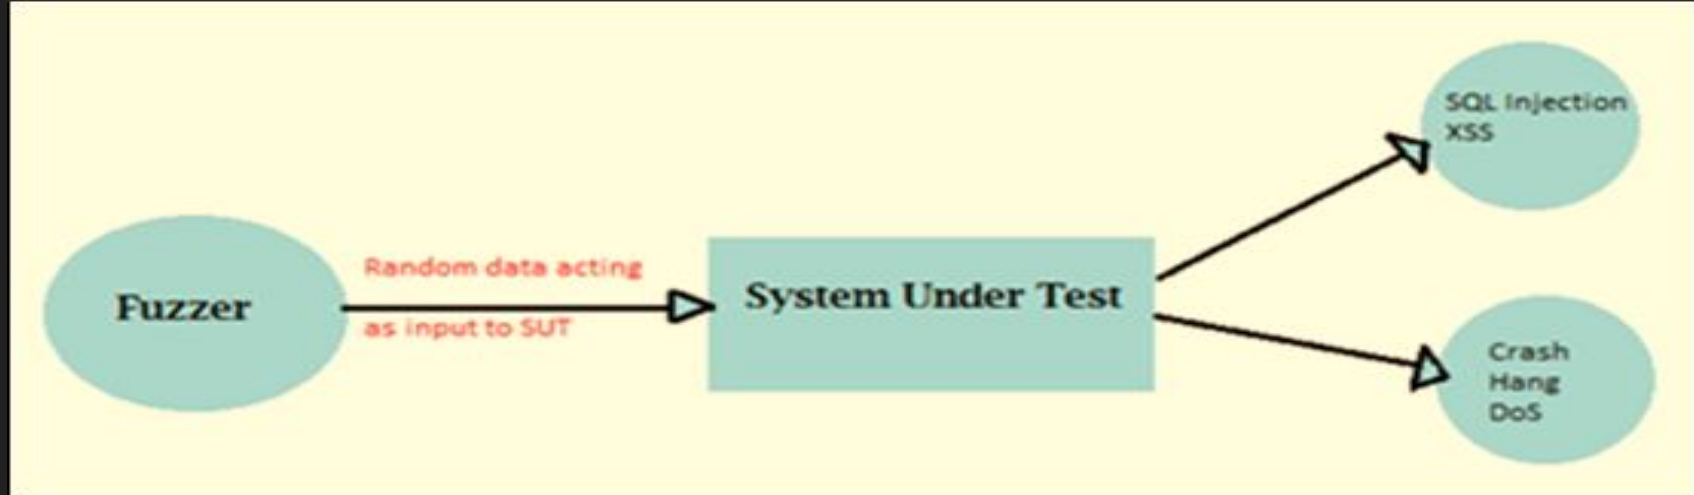 Fuzzer
Random data acting
as input to SUT
System Under Test
SQL Injection
XSS
Crash
Hang
DoS